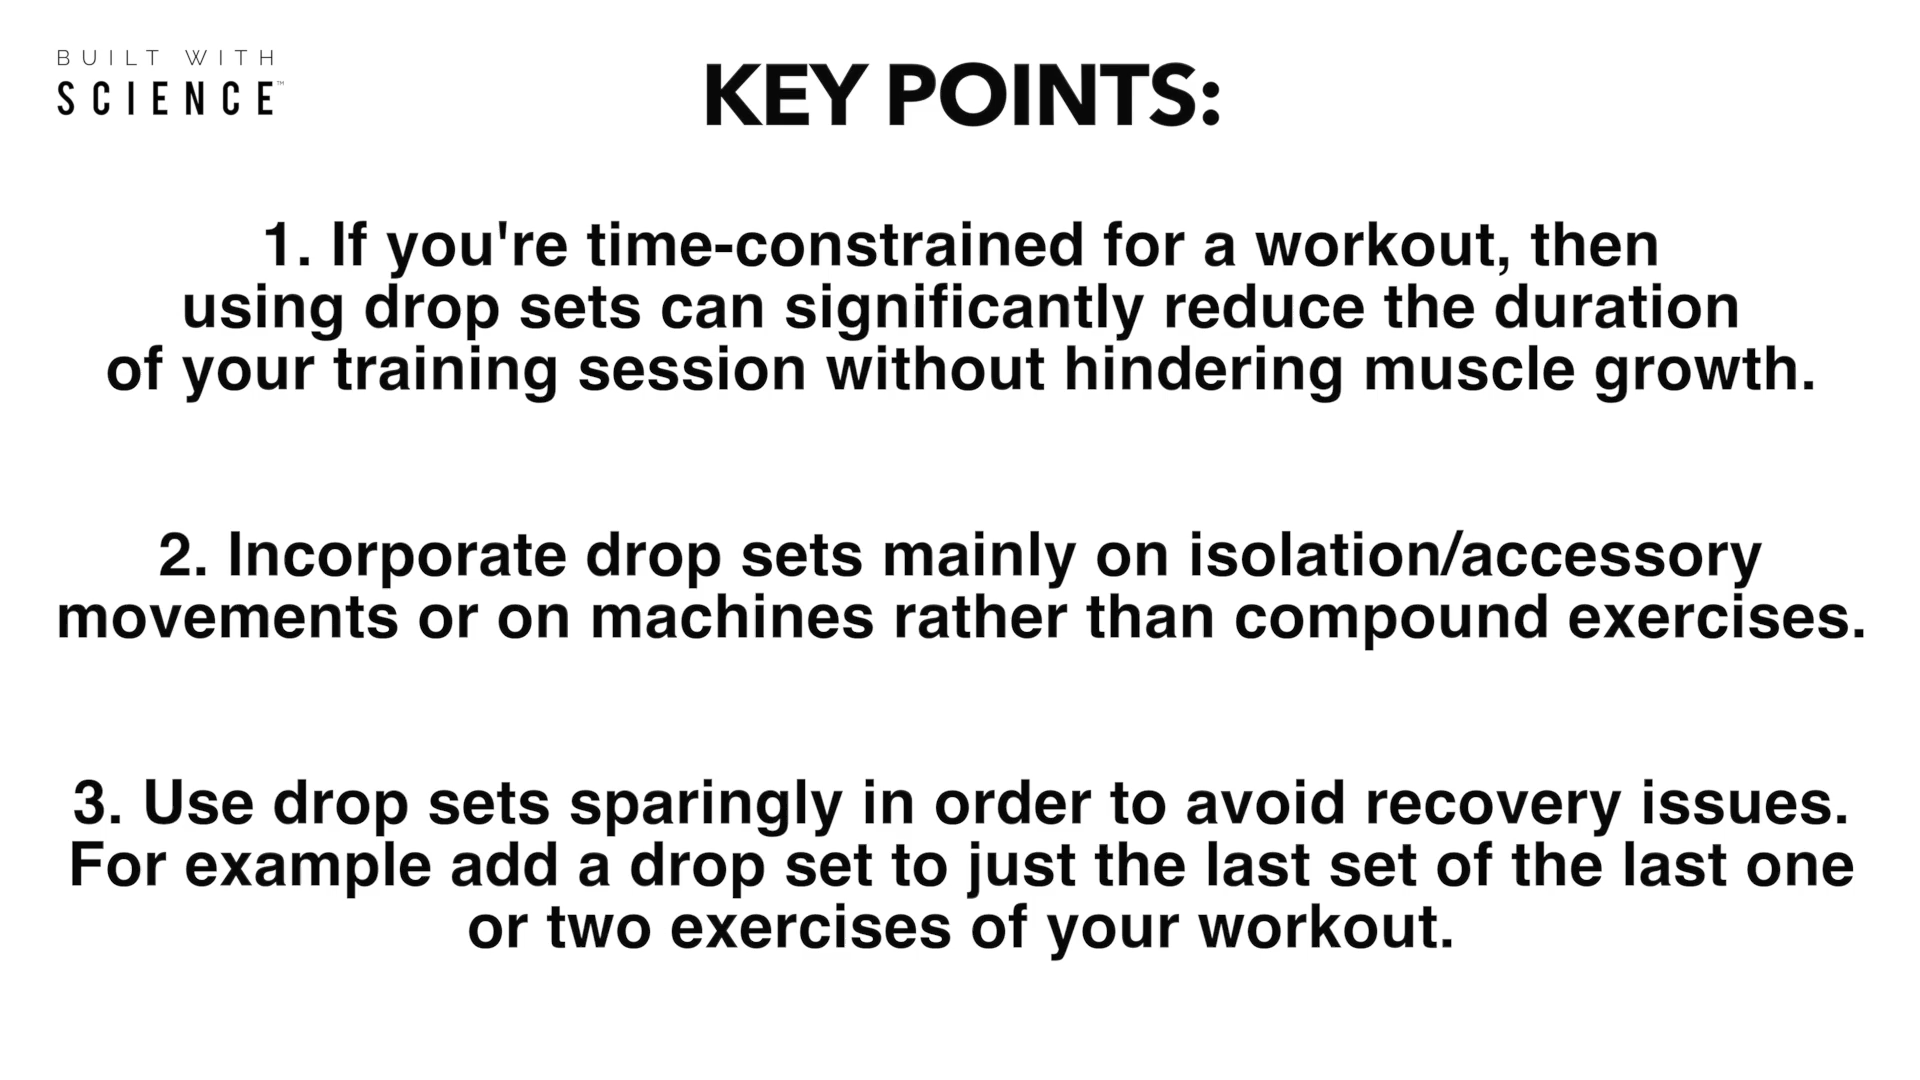 BUILT WITH
SCIENCE™
KEY POINTS:
1. If you're time-constrained for a workout, then
using drop sets can significantly reduce the duration
of your training session without hindering muscle growth.
2. Incorporate drop sets mainly on isolation/accessory
movements or on machines rather than compound exercises.
3. Use drop sets sparingly in order to avoid recovery issues.
For example add a drop set to just the last set of the last one
or two exercises of your workout.